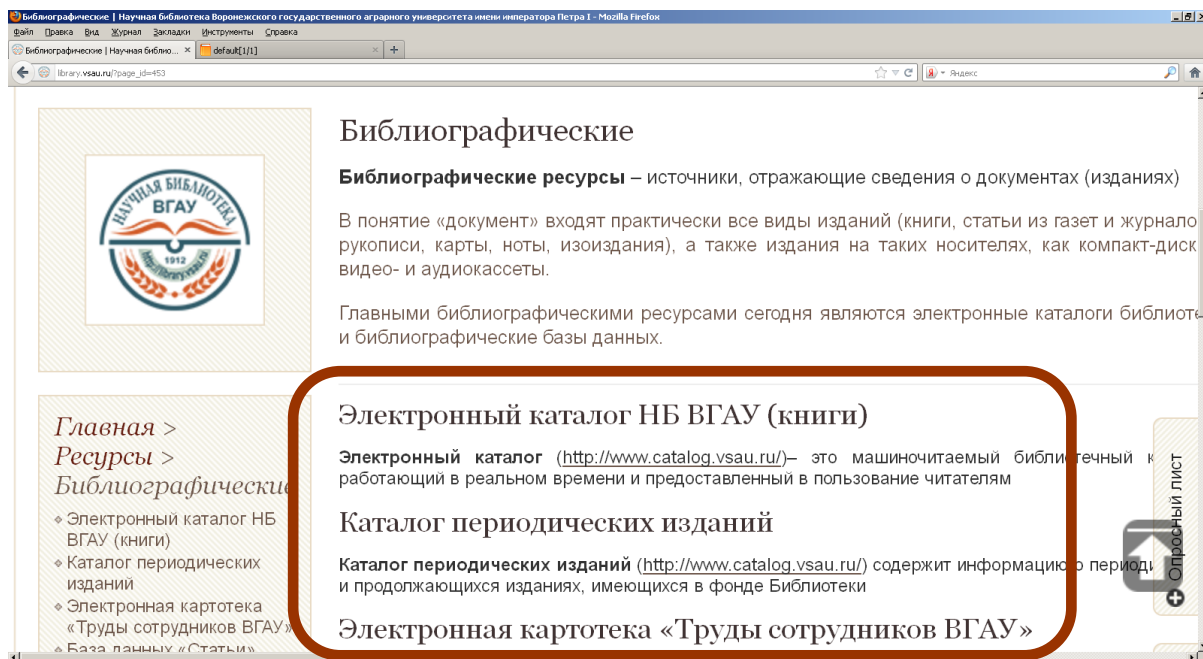 Библиографические | Научная библиотека Воронежского государственного аграрного университета имени императора Петра I - Mozilla Firefox
Файл Правка Вид Журнал Закладки Инструменты Справка
Библиографические | Научная библио... × default[1/1] × +
library.vsau.ru/?page_id=453 Яндекс
НАУЧНАЯ БИБЛИОТЕКА
ВГАУ
1912
http://library.vsau.ru
Библиографические
Библиографические ресурсы – источники, отражающие сведения о документах (изданиях)
В понятие «документ» входят практически все виды изданий (книги, статьи из газет и журнало
рукописи, карты, ноты, изоиздания), а также издания на таких носителях, как компакт-диск
видео- и аудиокассеты.
Главными библиографическими ресурсами сегодня являются электронные каталоги библиоте
и библиографические базы данных.
Главная >
Ресурсы >
Библиографические
Электронный каталог НБ
ВГАУ (книги)
Каталог периодических
изданий
Электронная картотека
«Труды сотрудников ВГАУ»
База данных «Статьи»
Электронный каталог НБ ВГАУ (книги)
Электронный каталог (http://www.catalog.vsau.ru/)– это машиночитаемый библиотечный к
работающий в реальном времени и предоставленный в пользование читателям
Каталог периодических изданий
Каталог периодических изданий (http://www.catalog.vsau.ru/) содержит информацию о период
и продолжающихся изданиях, имеющихся в фонде Библиотеки
Электронная картотека «Труды сотрудников ВГАУ»
Опросный лист